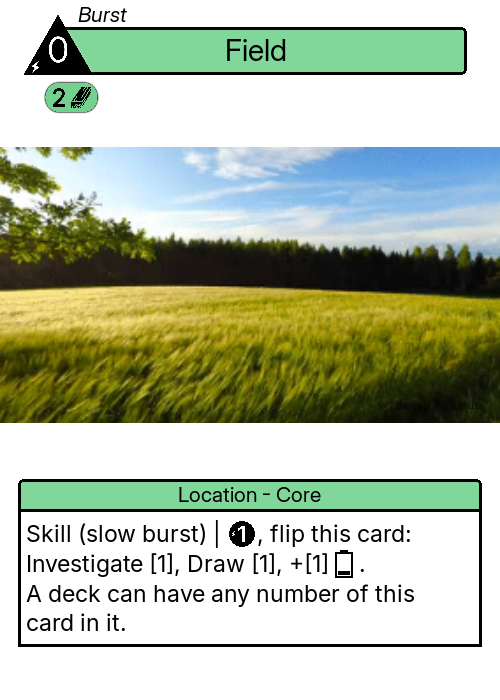 Burst
0
Field
2
Location - Core
Skill (slow burst) | 1, flip this card:
Investigate [1], Draw [1], +[1] .
A deck can have any number of this
card in it.